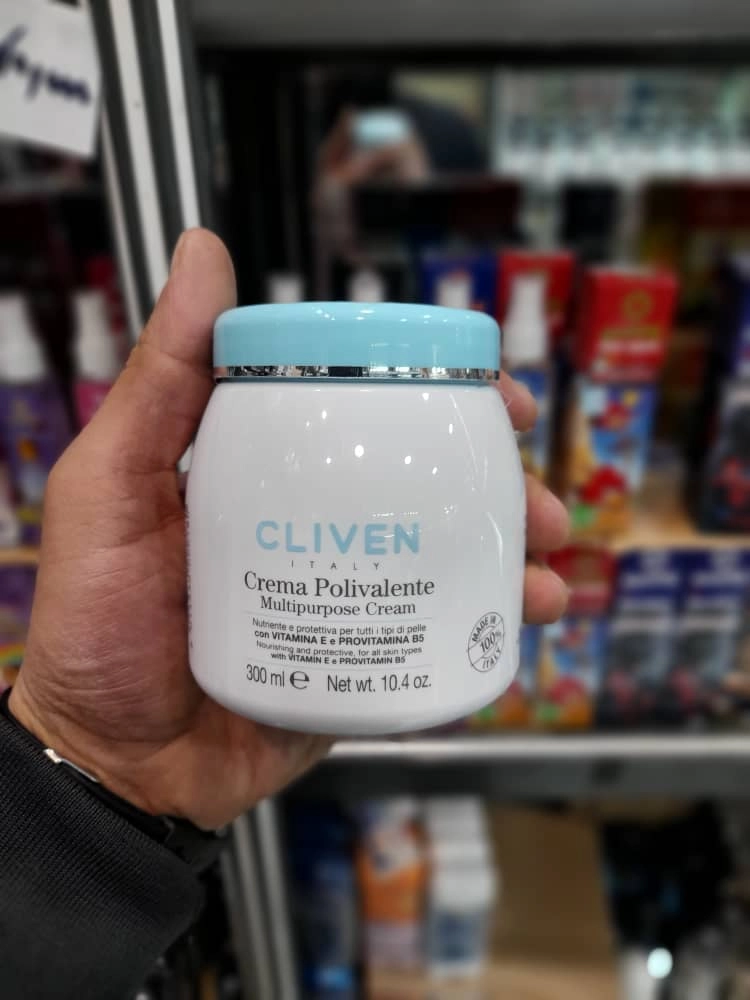 CLIVEN
ITALY
Crema Polivalente
Multipurpose Cream
Nutriente e protettiva per tutti i tipi di pelle
con VITAMINA E e PROVITAMINA B5
Nourishing and protective, for all skin types
with VITAMIN E e PROVITAMIN B5
300 ml ℮ Net wt. 10.4 oz.
MADE IN
100%
ITALY